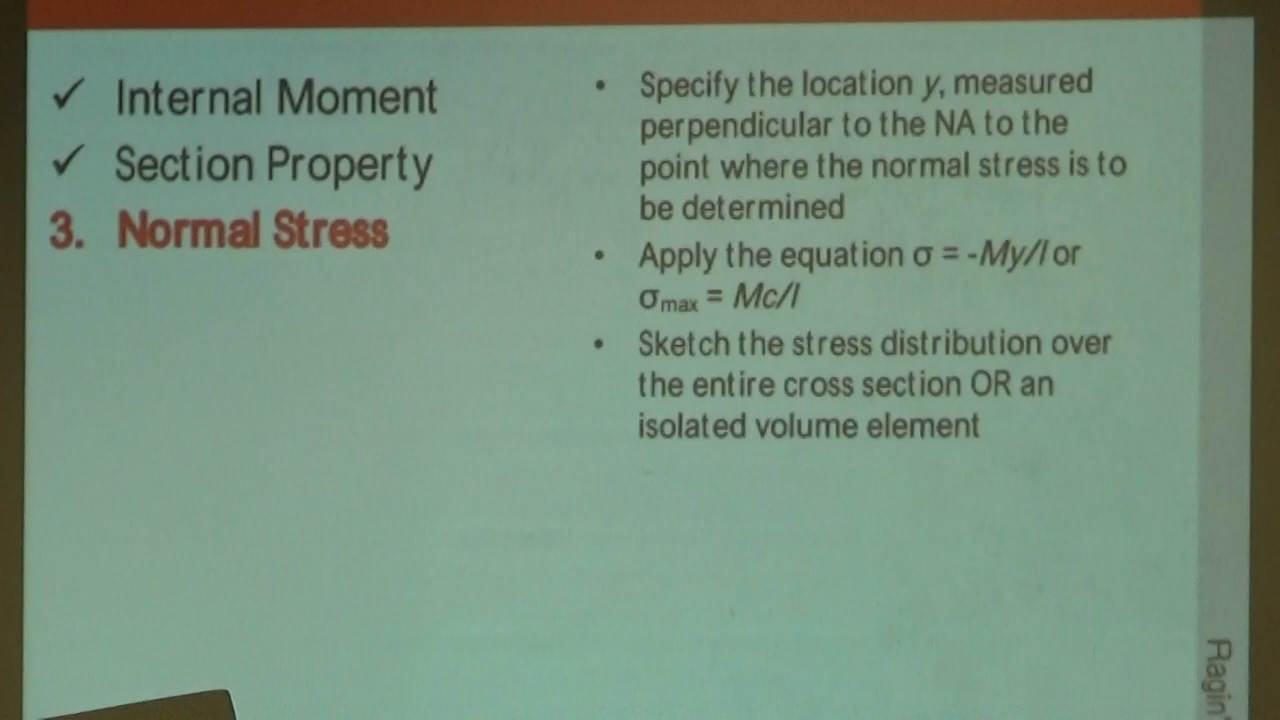 ✓ Internal Moment
✓ Section Property
3. Normal Stress
• Specify the location y, measured
perpendicular to the NA to the
point where the normal stress is to
be determined
• Apply the equation σ = -My/I or
σmax = Mc/I
• Sketch the stress distribution over
the entire cross section OR an
isolated volume element
Ragin'